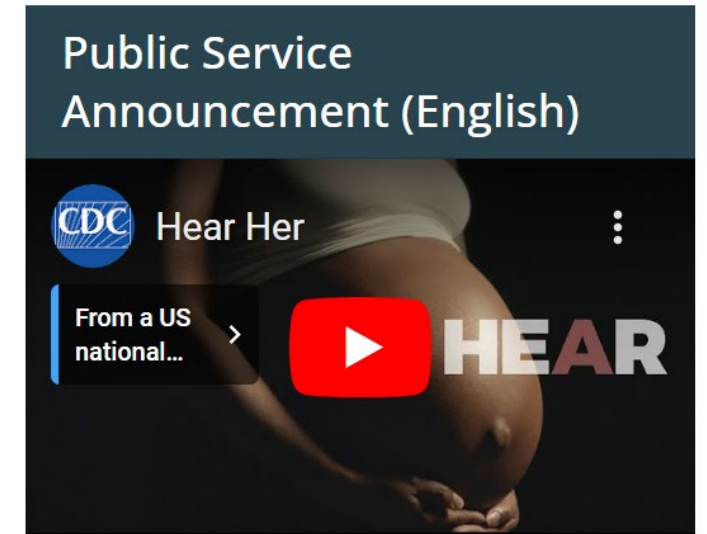 Public Service
Announcement (English)
CDC
Hear Her
From a US
national...
HEAR